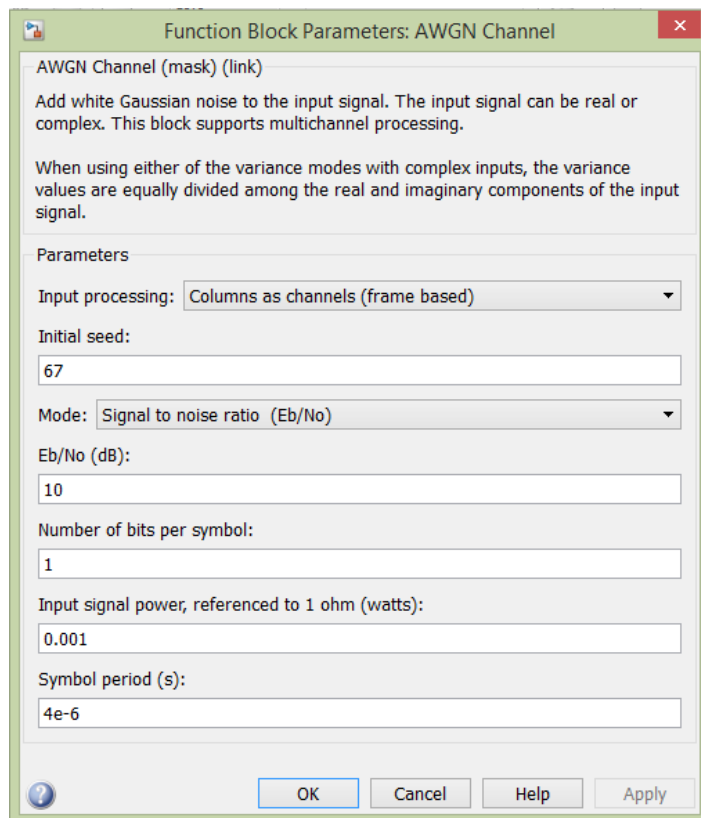 Function Block Parameters: AWGN Channel
AWGN Channel (mask) (link)
Add white Gaussian noise to the input signal. The input signal can be real or
complex. This block supports multichannel processing.
When using either of the variance modes with complex inputs, the variance
values are equally divided among the real and imaginary components of the input
signal.
Parameters
Input processing: Columns as channels (frame based)
Initial seed:
67
Mode: Signal to noise ratio (Eb/No)
Eb/No (dB):
10
Number of bits per symbol:
1
Input signal power, referenced to 1 ohm (watts):
0.001
Symbol period (s):
4e-6
OK Cancel Help Apply